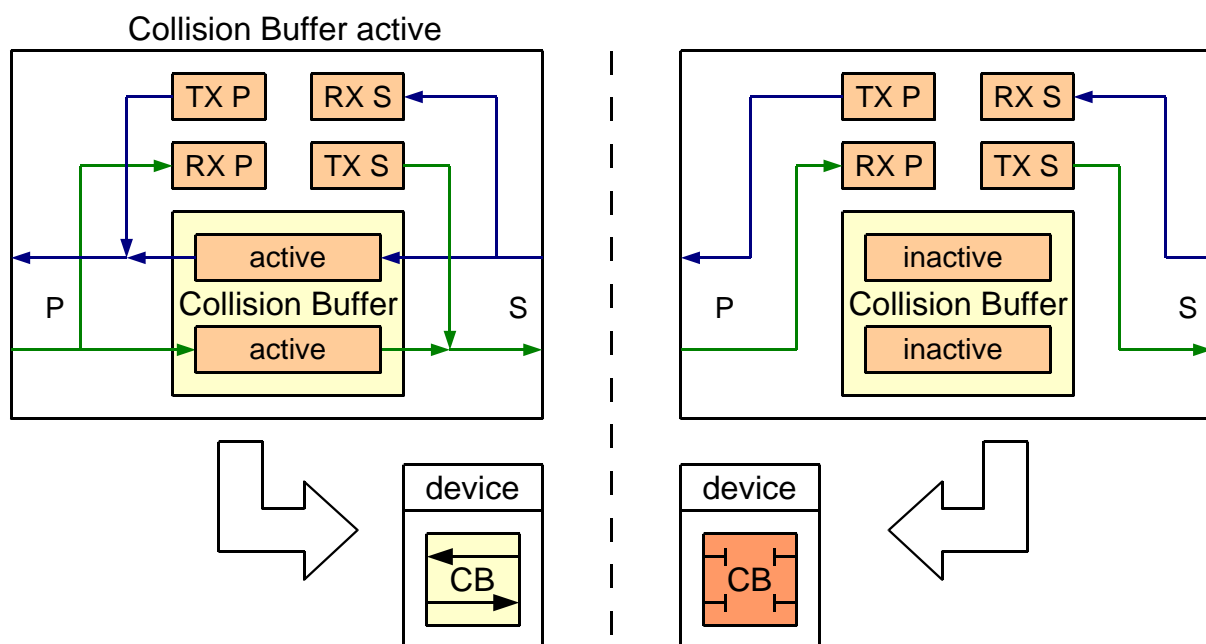 Collision Buffer active
TX P
RX S
RX P
TX S
active
P
Collision Buffer
S
active
TX P
RX S
RX P
TX S
inactive
P
Collision Buffer
S
inactive
device
CB
device
CB